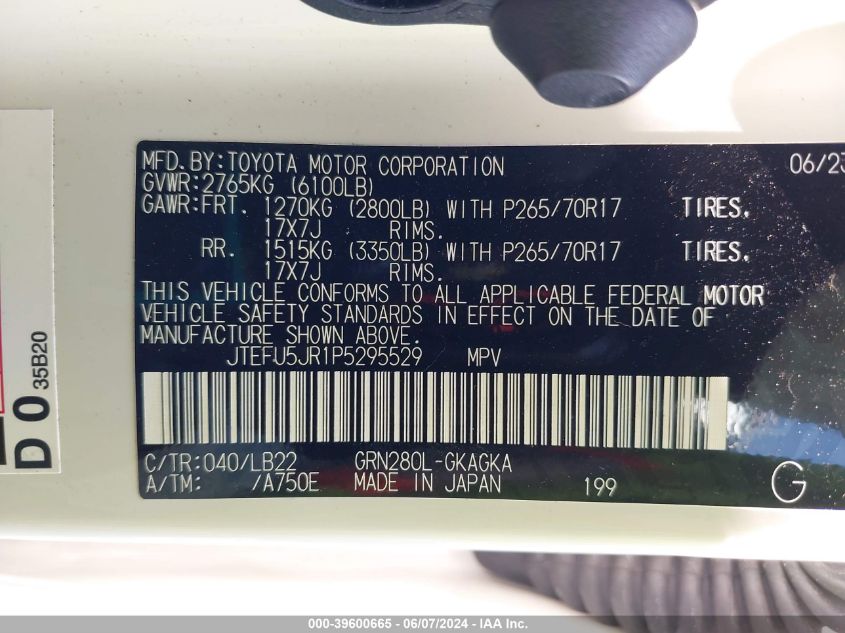 MFD.BY:TOYOTA MOTOR CORPORATION 06/23
GVWR:2765KG (6100LB)
GAWR:FRT. 1270KG (2800LB) WITH P265/70R17 TIRES.
17X7J RIMS.
RR. 1515KG (3350LB) WITH P265/70R17 TIRES.
17X7J RIMS.
THIS VEHICLE CONFORMS TO ALL APPLICABLE FEDERAL MOTOR
VEHICLE SAFETY STANDARDS IN EFFECT ON THE DATE OF
MANUFACTURE SHOWN ABOVE.
JTEFU5JR1P5295529 MPV
C/TR:040/LB22 GRN280L-GKAGKA
A/TM: /A750E MADE IN JAPAN 199 G
D 0 35B20
000-39600665 - 06/07/2024 - IAA Inc.